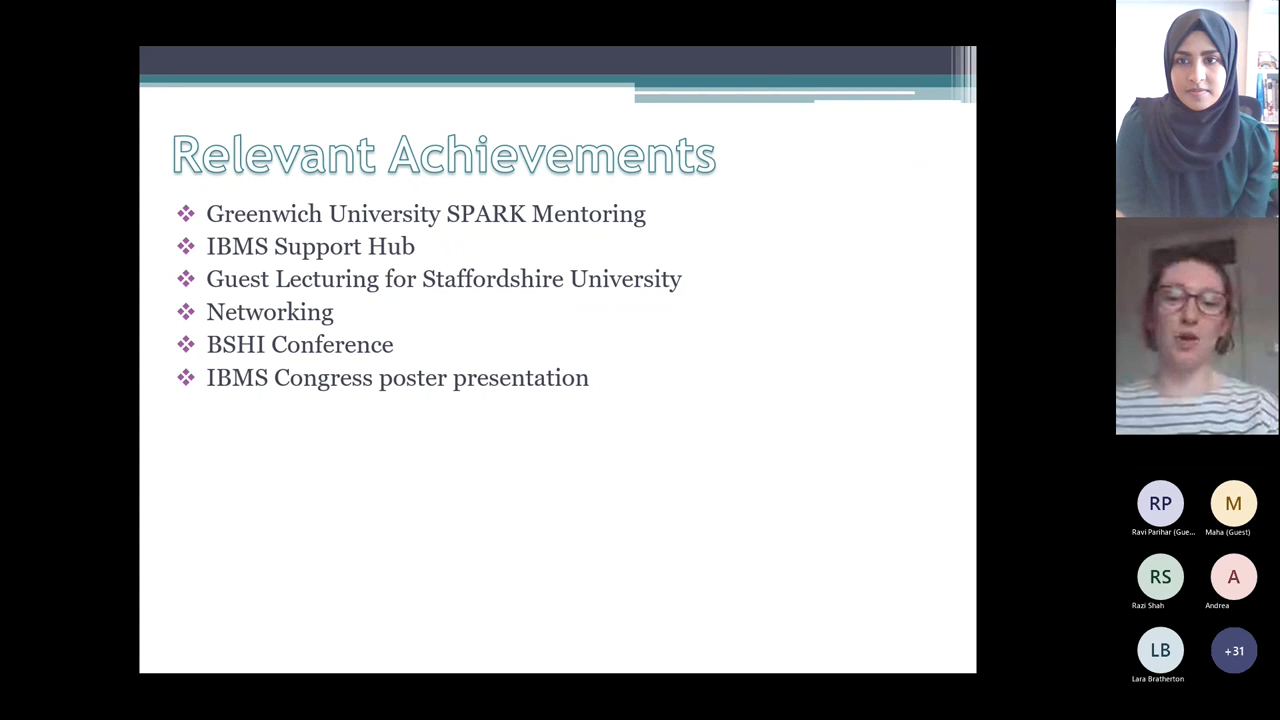 Relevant Achievements
Greenwich University SPARK Mentoring
IBMS Support Hub
Guest Lecturing for Staffordshire University
Networking
BSHI Conference
IBMS Congress poster presentation
RP
M
Ravi Parihar (Gue...
Maha (Guest)
RS
A
Razi Shah
Andrea
LB
+31
Lara Bratherton